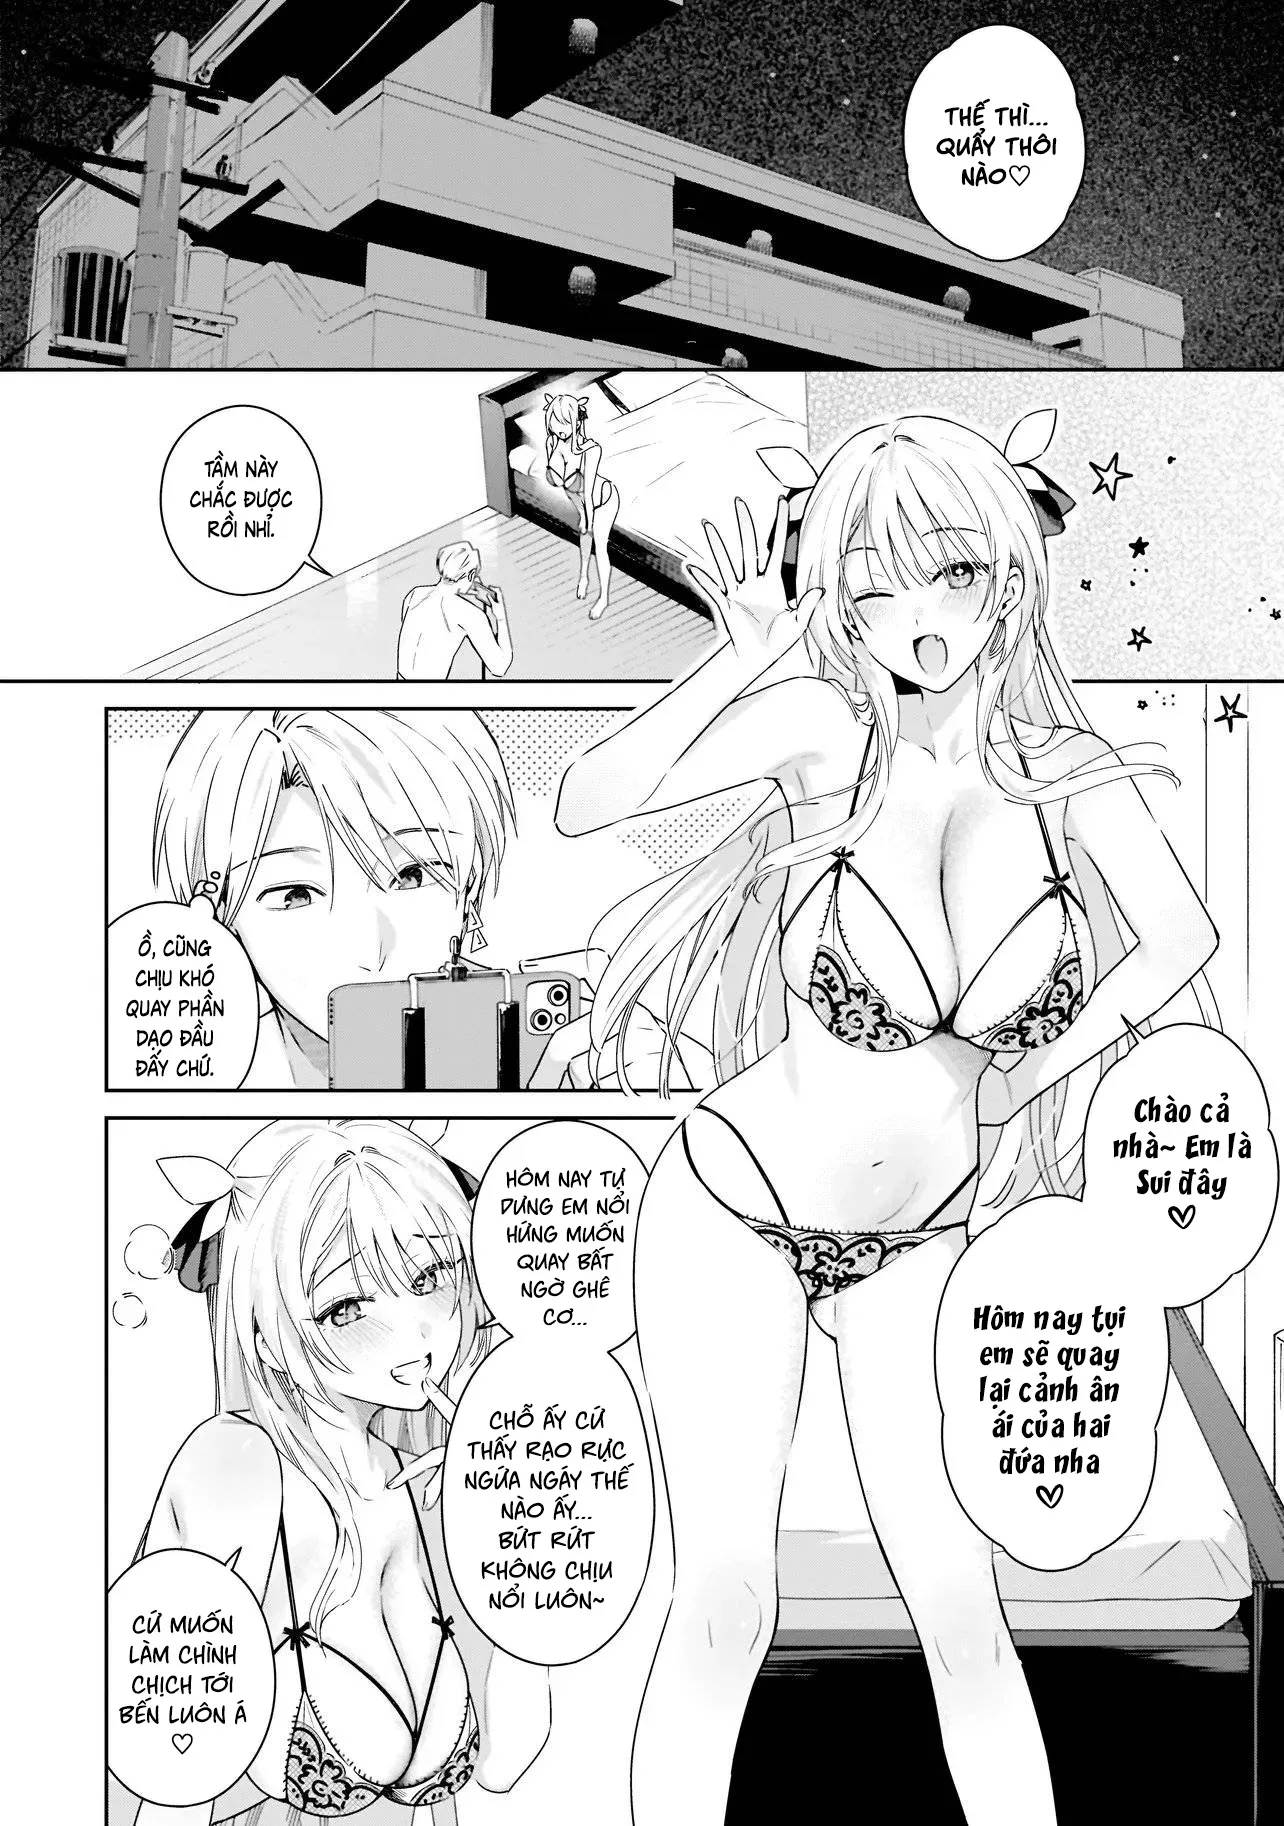 THẾ THÌ...
QUẨY THÔI
NÀO♡
TẦM NÀY
CHẮC ĐƯỢC
RỒI NHỈ.
Ồ, CŨNG
CHỊU KHÓ
QUAY PHẦN
DẠO ĐẦU
ĐẤY CHỨ.
Chào cả
nhà~ Em là
Sui đây
♡
Hôm nay tụi
em sẽ quay
lại cảnh ân
ái của hai
đứa nha
♡
HÔM NAY TỰ
DƯNG EM NỔI
HỨNG MUỐN
QUAY BẤT
NGỜ GHÊ
CƠ...
CHỖ ẤY CỨ
THẤY RẠO RỰC
NGỨA NGÁY THẾ
NÀO ẤY...
BỨT RỨT
KHÔNG CHỊU
NỔI LUÔN~
CỨ MUỐN
LÀM CHÌNH
CHỊCH TỚI
BẾN LUÔN Á
♡